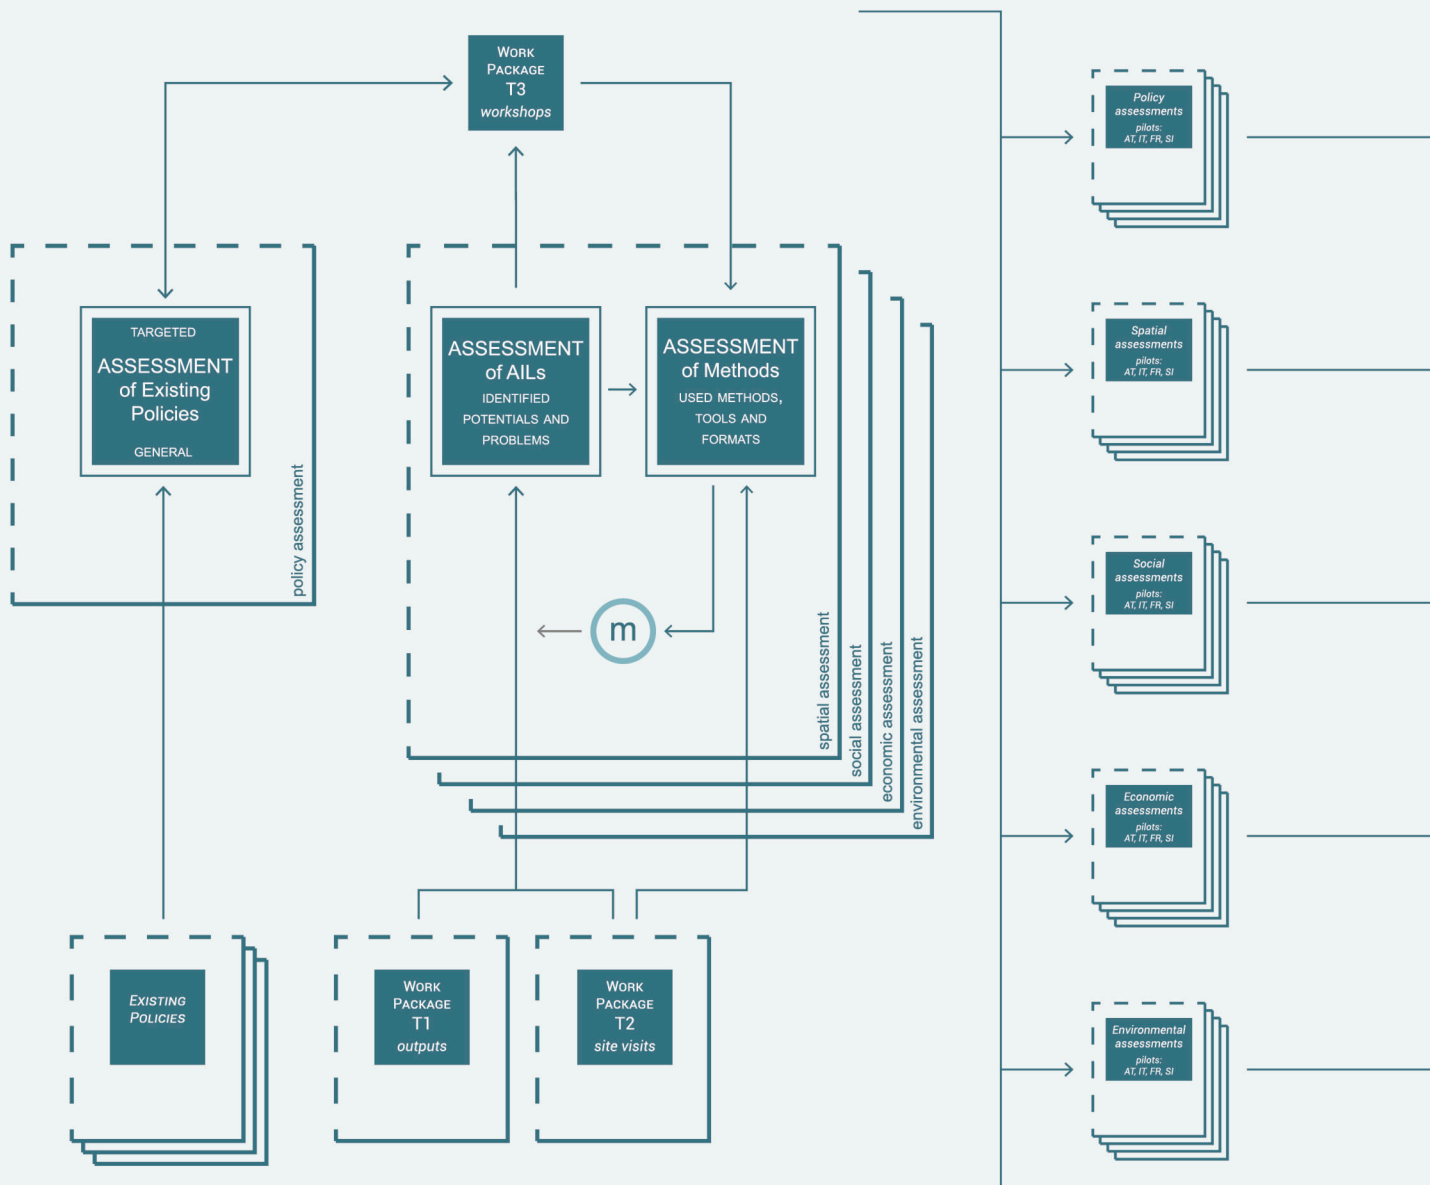 WORK
PACKAGE
T3
workshops
TARGETED
ASSESSMENT
of Existing
Policies
GENERAL
policy assessment
ASSESSMENT
of AILs
IDENTIFIED
POTENTIALS AND
PROBLEMS
ASSESSMENT
of Methods
USED METHODS,
TOOLS AND
FORMATS
m
spatial assessment
social assessment
economic assessment
environmental assessment
EXISTING
POLICIES
WORK
PACKAGE
T1
outputs
WORK
PACKAGE
T2
site visits
Policy
assessments
pilots:
AT, IT, FR, SI
Spatial
assessments
pilots:
AT, IT, FR, SI
Social
assessments
pilots:
AT, IT, FR, SI
Economic
assessments
pilots:
AT, IT, FR, SI
Environmental
assessments
pilots:
AT, IT, FR, SI